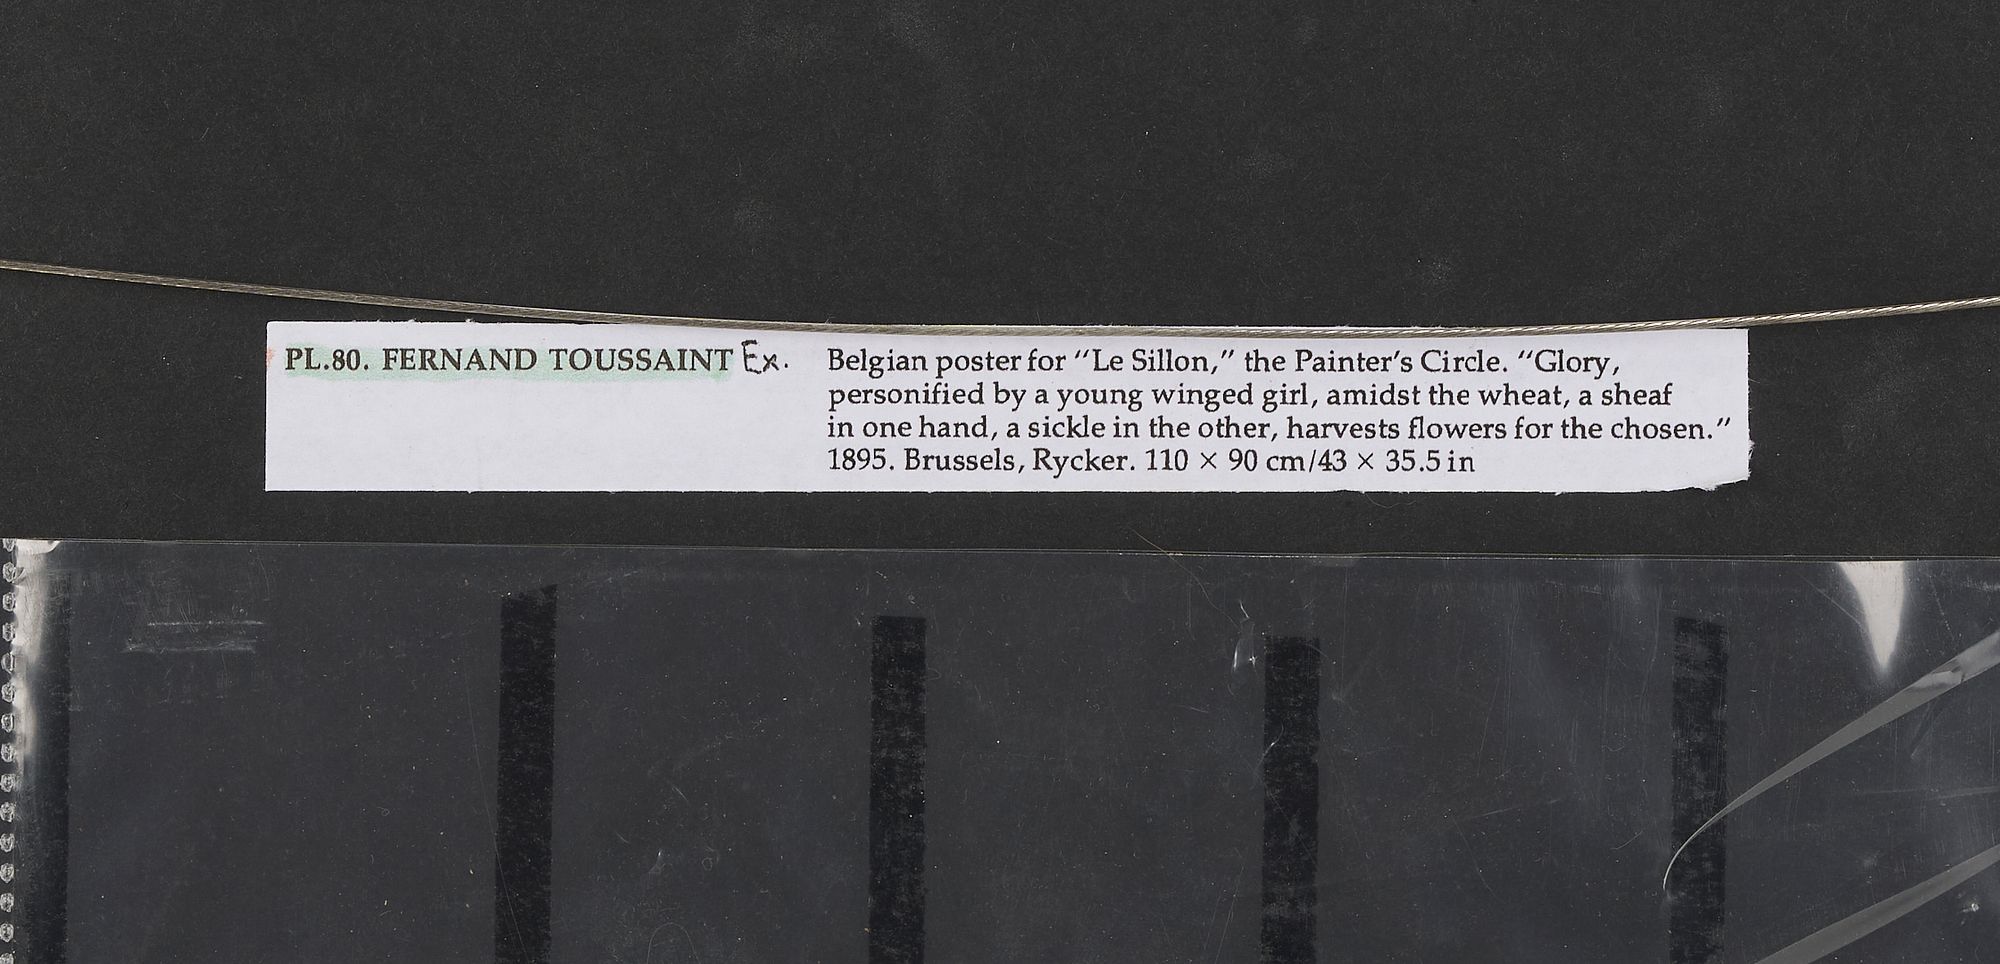 PL.80. FERNAND TOUSSAINT Ex.
Belgian poster for “Le Sillon,” the Painter’s Circle. “Glory,
personified by a young winged girl, amidst the wheat, a sheaf
in one hand, a sickle in the other, harvests flowers for the chosen.”
1895. Brussels, Rycker. 110 × 90 cm/43 × 35.5 in